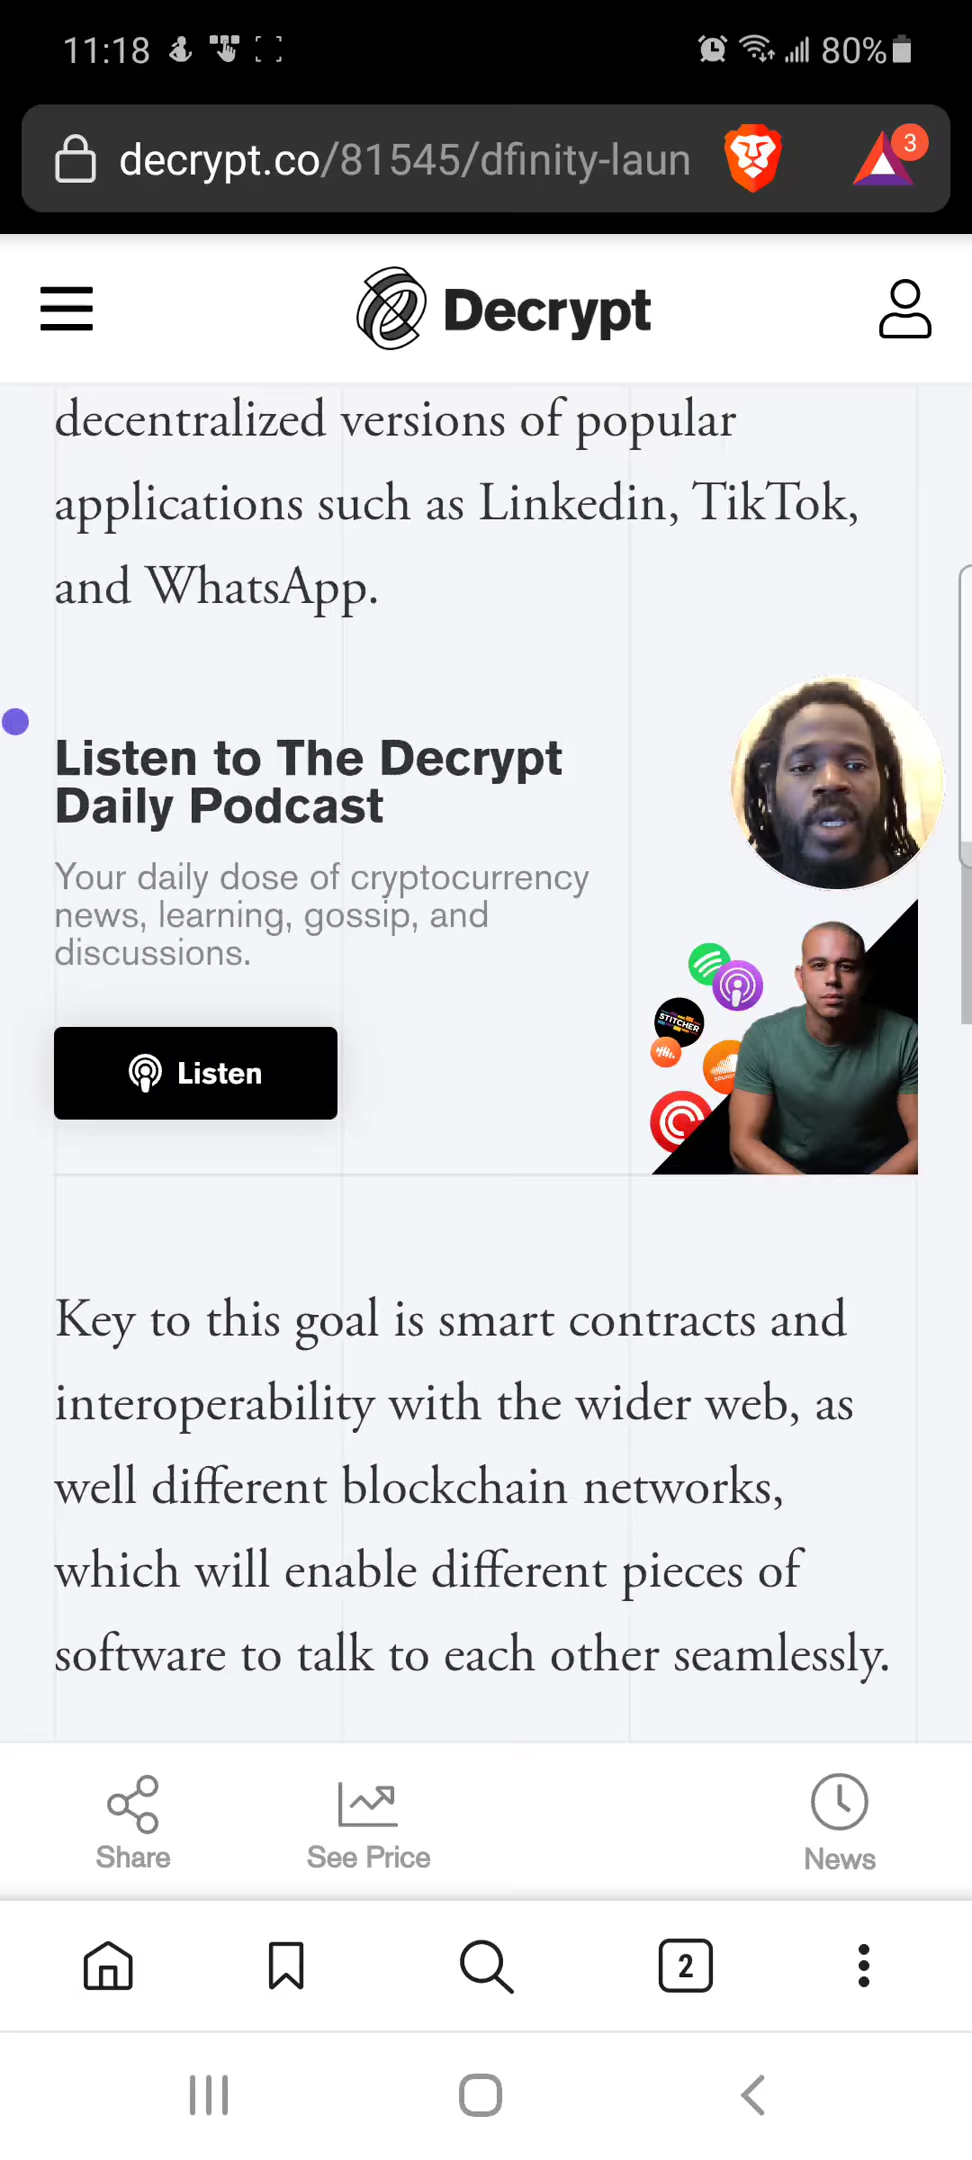 11:18
80%
decrypt.co/81545/dfinity-laun
3
Decrypt
decentralized versions of popular
applications such as Linkedin, TikTok,
and WhatsApp.
Listen to The Decrypt
Daily Podcast
Your daily dose of cryptocurrency
news, learning, gossip, and
discussions.
STITCHER
Listen
Key to this goal is smart contracts and
interoperability with the wider web, as
well different blockchain networks,
which will enable different pieces of
software to talk to each other seamlessly.
Share
See Price
News
2